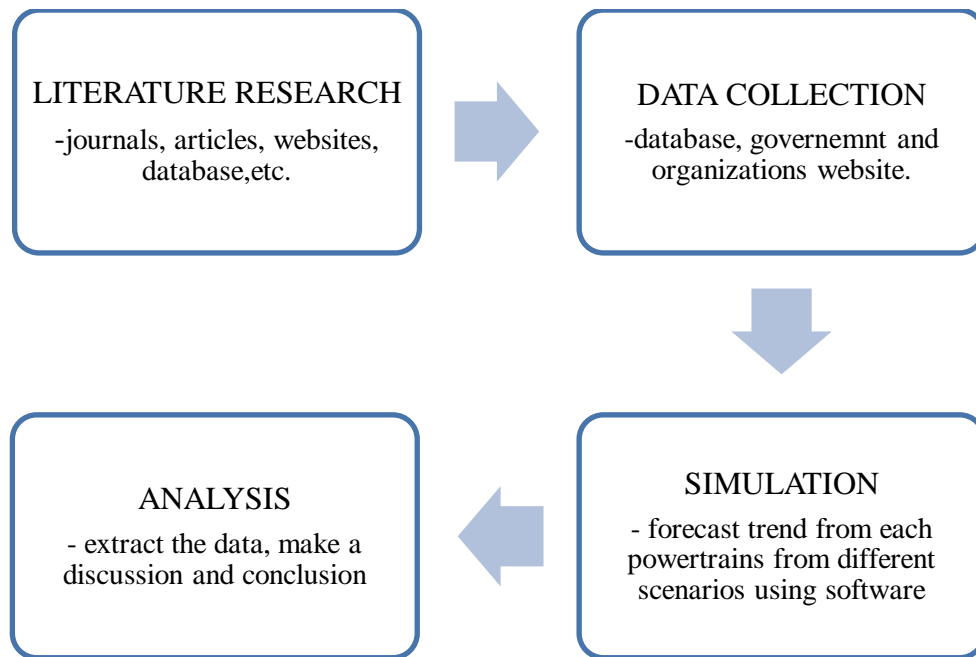 LITERATURE RESEARCH
-journals, articles, websites,
database,etc.
DATA COLLECTION
-database, governemnt and
organizations website.
SIMULATION
- forecast trend from each
powertrains from different
scenarios using software
ANALYSIS
- extract the data, make a
discussion and conclusion